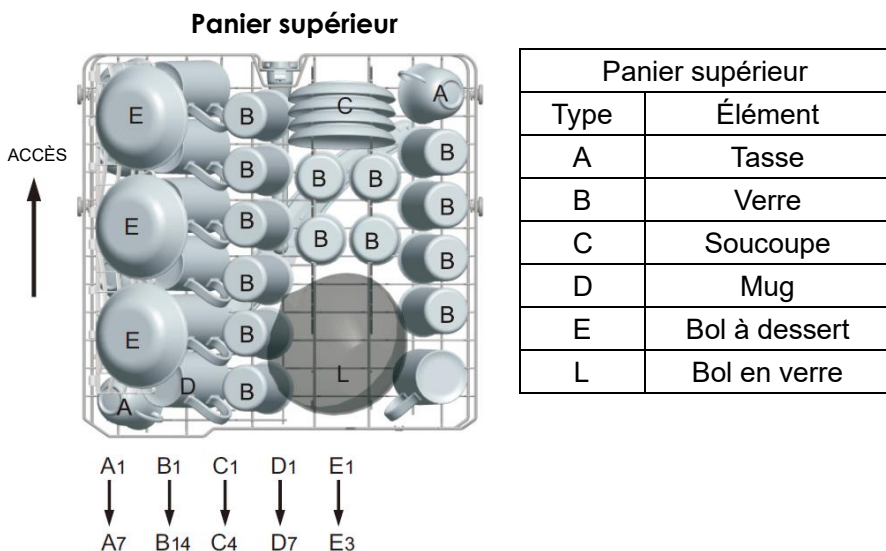 Panier supérieur
E
B
C
A
B
B
B
B
ACCÈS
E
B
B
B
B
B
E
B
L
B
D
B
A
A1 B1 C1 D1 E1
A7 B14 C4 D7 E3
Panier supérieur
Type Élément
A Tasse
B Verre
C Soucoupe
D Mug
E Bol à dessert
L Bol en verre